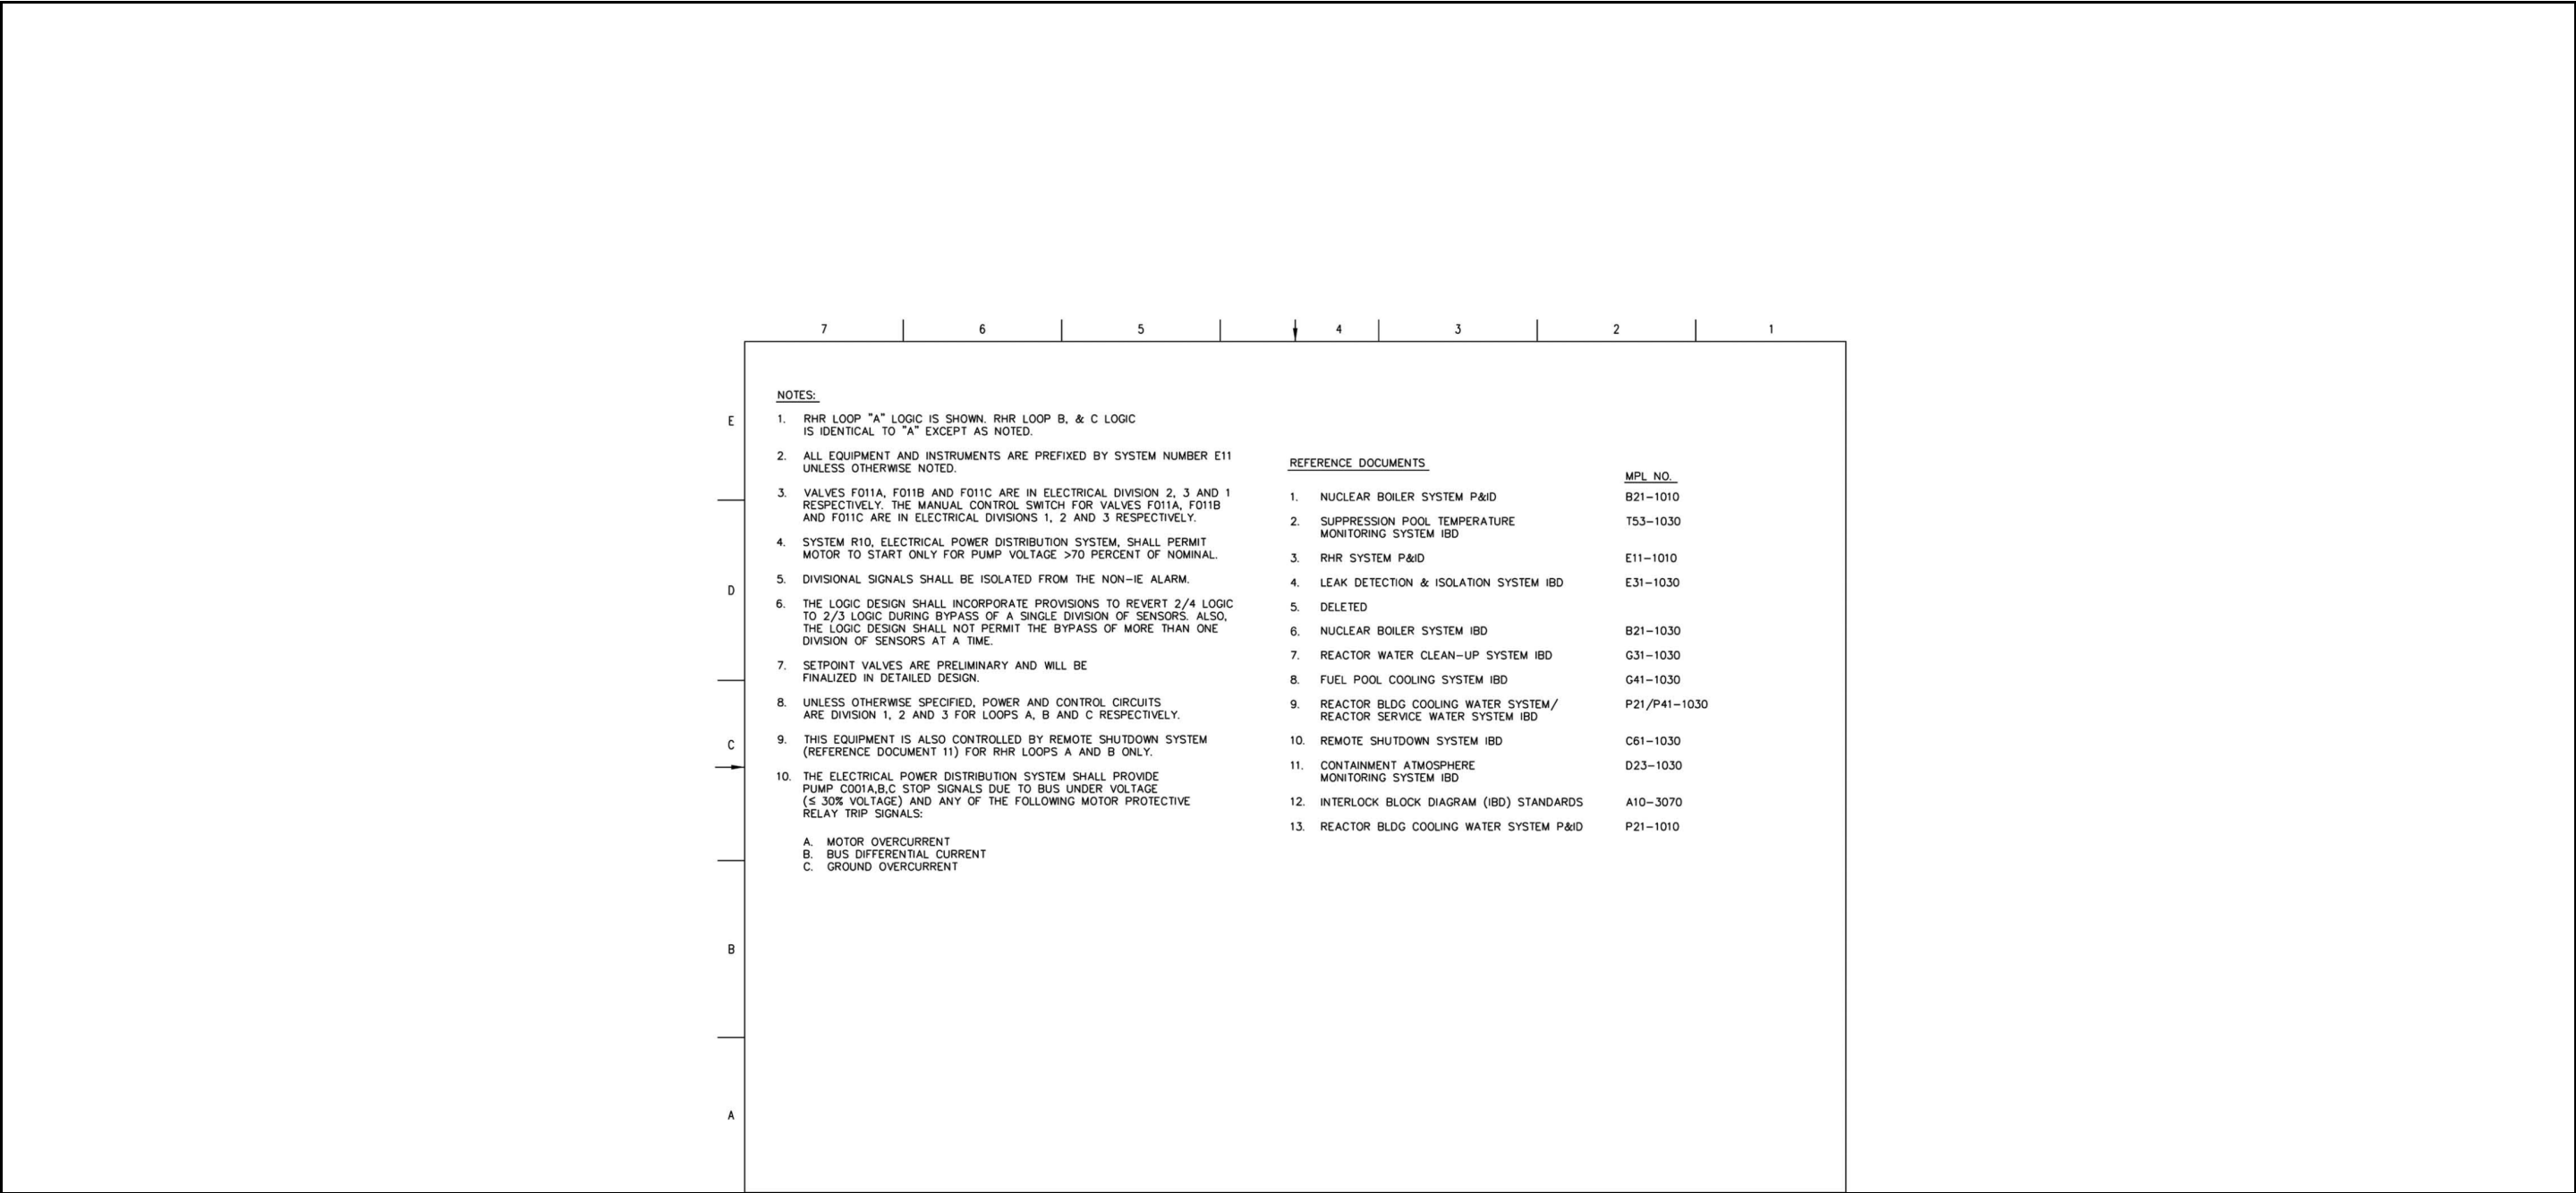 7 6 5 4 3 2 1
E
D
C
B
A
NOTES:
1. RHR LOOP "A" LOGIC IS SHOWN. RHR LOOP B, & C LOGIC
IS IDENTICAL TO "A" EXCEPT AS NOTED.
2. ALL EQUIPMENT AND INSTRUMENTS ARE PREFIXED BY SYSTEM NUMBER E11
UNLESS OTHERWISE NOTED.
3. VALVES F011A, F011B AND F011C ARE IN ELECTRICAL DIVISION 2, 3 AND 1
RESPECTIVELY. THE MANUAL CONTROL SWITCH FOR VALVES F011A, F011B
AND F011C ARE IN ELECTRICAL DIVISIONS 1, 2 AND 3 RESPECTIVELY.
4. SYSTEM R10, ELECTRICAL POWER DISTRIBUTION SYSTEM, SHALL PERMIT
MOTOR TO START ONLY FOR PUMP VOLTAGE >70 PERCENT OF NOMINAL.
5. DIVISIONAL SIGNALS SHALL BE ISOLATED FROM THE NON-IE ALARM.
6. THE LOGIC DESIGN SHALL INCORPORATE PROVISIONS TO REVERT 2/4 LOGIC
TO 2/3 LOGIC DURING BYPASS OF A SINGLE DIVISION OF SENSORS. ALSO,
THE LOGIC DESIGN SHALL NOT PERMIT THE BYPASS OF MORE THAN ONE
DIVISION OF SENSORS AT A TIME.
7. SETPOINT VALVES ARE PRELIMINARY AND WILL BE
FINALIZED IN DETAILED DESIGN.
8. UNLESS OTHERWISE SPECIFIED, POWER AND CONTROL CIRCUITS
ARE DIVISION 1, 2 AND 3 FOR LOOPS A, B AND C RESPECTIVELY.
9. THIS EQUIPMENT IS ALSO CONTROLLED BY REMOTE SHUTDOWN SYSTEM
(REFERENCE DOCUMENT 11) FOR RHR LOOPS A AND B ONLY.
10. THE ELECTRICAL POWER DISTRIBUTION SYSTEM SHALL PROVIDE
PUMP C001A,B,C STOP SIGNALS DUE TO BUS UNDER VOLTAGE
(≤ 30% VOLTAGE) AND ANY OF THE FOLLOWING MOTOR PROTECTIVE
RELAY TRIP SIGNALS:
A. MOTOR OVERCURRENT
B. BUS DIFFERENTIAL CURRENT
C. GROUND OVERCURRENT
REFERENCE DOCUMENTS
MPL NO.
1. NUCLEAR BOILER SYSTEM P&ID B21-1010
2. SUPPRESSION POOL TEMPERATURE T53-1030
MONITORING SYSTEM IBD
3. RHR SYSTEM P&ID E11-1010
4. LEAK DETECTION & ISOLATION SYSTEM IBD E31-1030
5. DELETED
6. NUCLEAR BOILER SYSTEM IBD B21-1030
7. REACTOR WATER CLEAN-UP SYSTEM IBD G31-1030
8. FUEL POOL COOLING SYSTEM IBD G41-1030
9. REACTOR BLDG COOLING WATER SYSTEM/ P21/P41-1030
REACTOR SERVICE WATER SYSTEM IBD
10. REMOTE SHUTDOWN SYSTEM IBD C61-1030
11. CONTAINMENT ATMOSPHERE D23-1030
MONITORING SYSTEM IBD
12. INTERLOCK BLOCK DIAGRAM (IBD) STANDARDS A10-3070
13. REACTOR BLDG COOLING WATER SYSTEM P&ID P21-1010